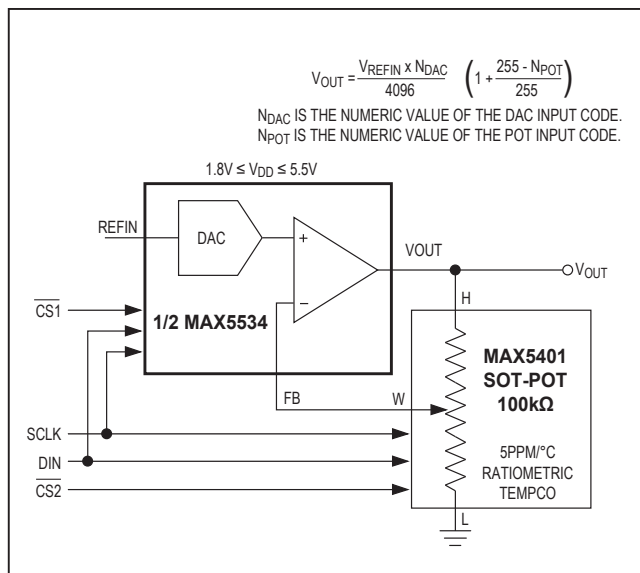 V_OUT = V_REFIN x N_DAC / 4096 (1 + 255 - N_POT / 255)
N_DAC IS THE NUMERIC VALUE OF THE DAC INPUT CODE.
N_POT IS THE NUMERIC VALUE OF THE POT INPUT CODE.
1.8V ≤ V_DD ≤ 5.5V
REFIN
DAC
+
−
VOUT
V_OUT
H
CS1
1/2 MAX5534
MAX5401
SOT-POT
100kΩ
FB
W
SCLK
DIN
CS2
5PPM/°C
RATIOMETRIC
TEMPCO
L